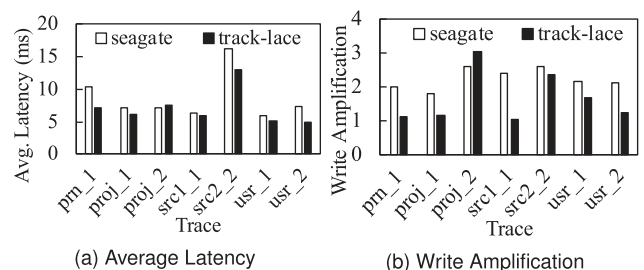 20
15
10
5
0
Avg. Latency (ms)
seagate
track-lace
prn_1
proj_1
proj_2
src1_1
src2_2
usr_1
usr_2
Trace
(a) Average Latency
4
3
2
1
0
Write Amplification
seagate
track-lace
prn_1
proj_1
proj_2
src1_1
src2_2
usr_1
usr_2
Trace
(b) Write Amplification